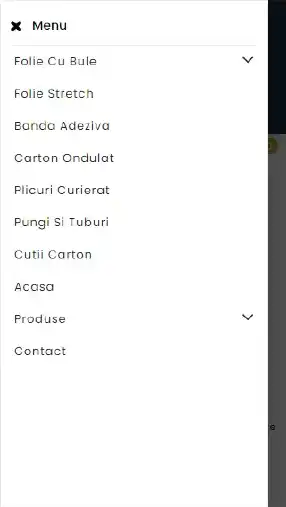 Menu
Folie Cu Bule
Folie Stretch
Banda Adeziva
Carton Ondulat
Plicuri Curierat
Pungi Si Tuburi
Cutii Carton
Acasa
Produse
Contact